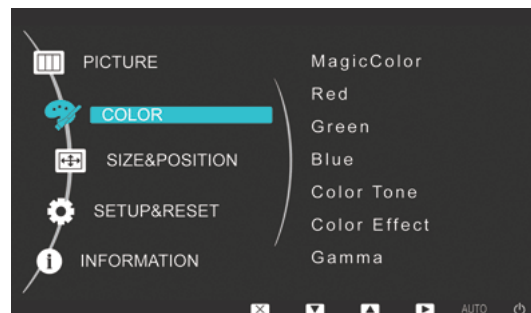 PICTURE
COLOR
SIZE&POSITION
SETUP&RESET
INFORMATION
MagicColor
Red
Green
Blue
Color Tone
Color Effect
Gamma
AUTO